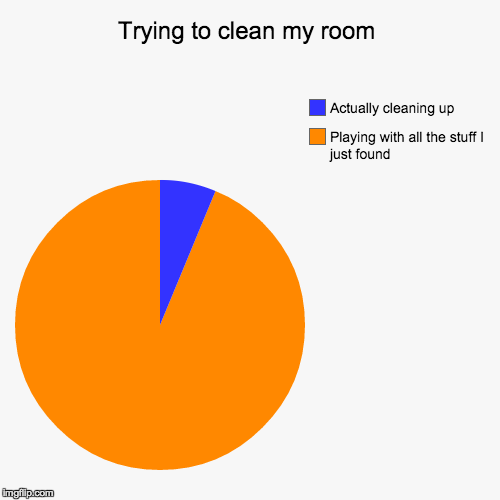 Trying to clean my room
Actually cleaning up
Playing with all the stuff I
just found
imgflip.com